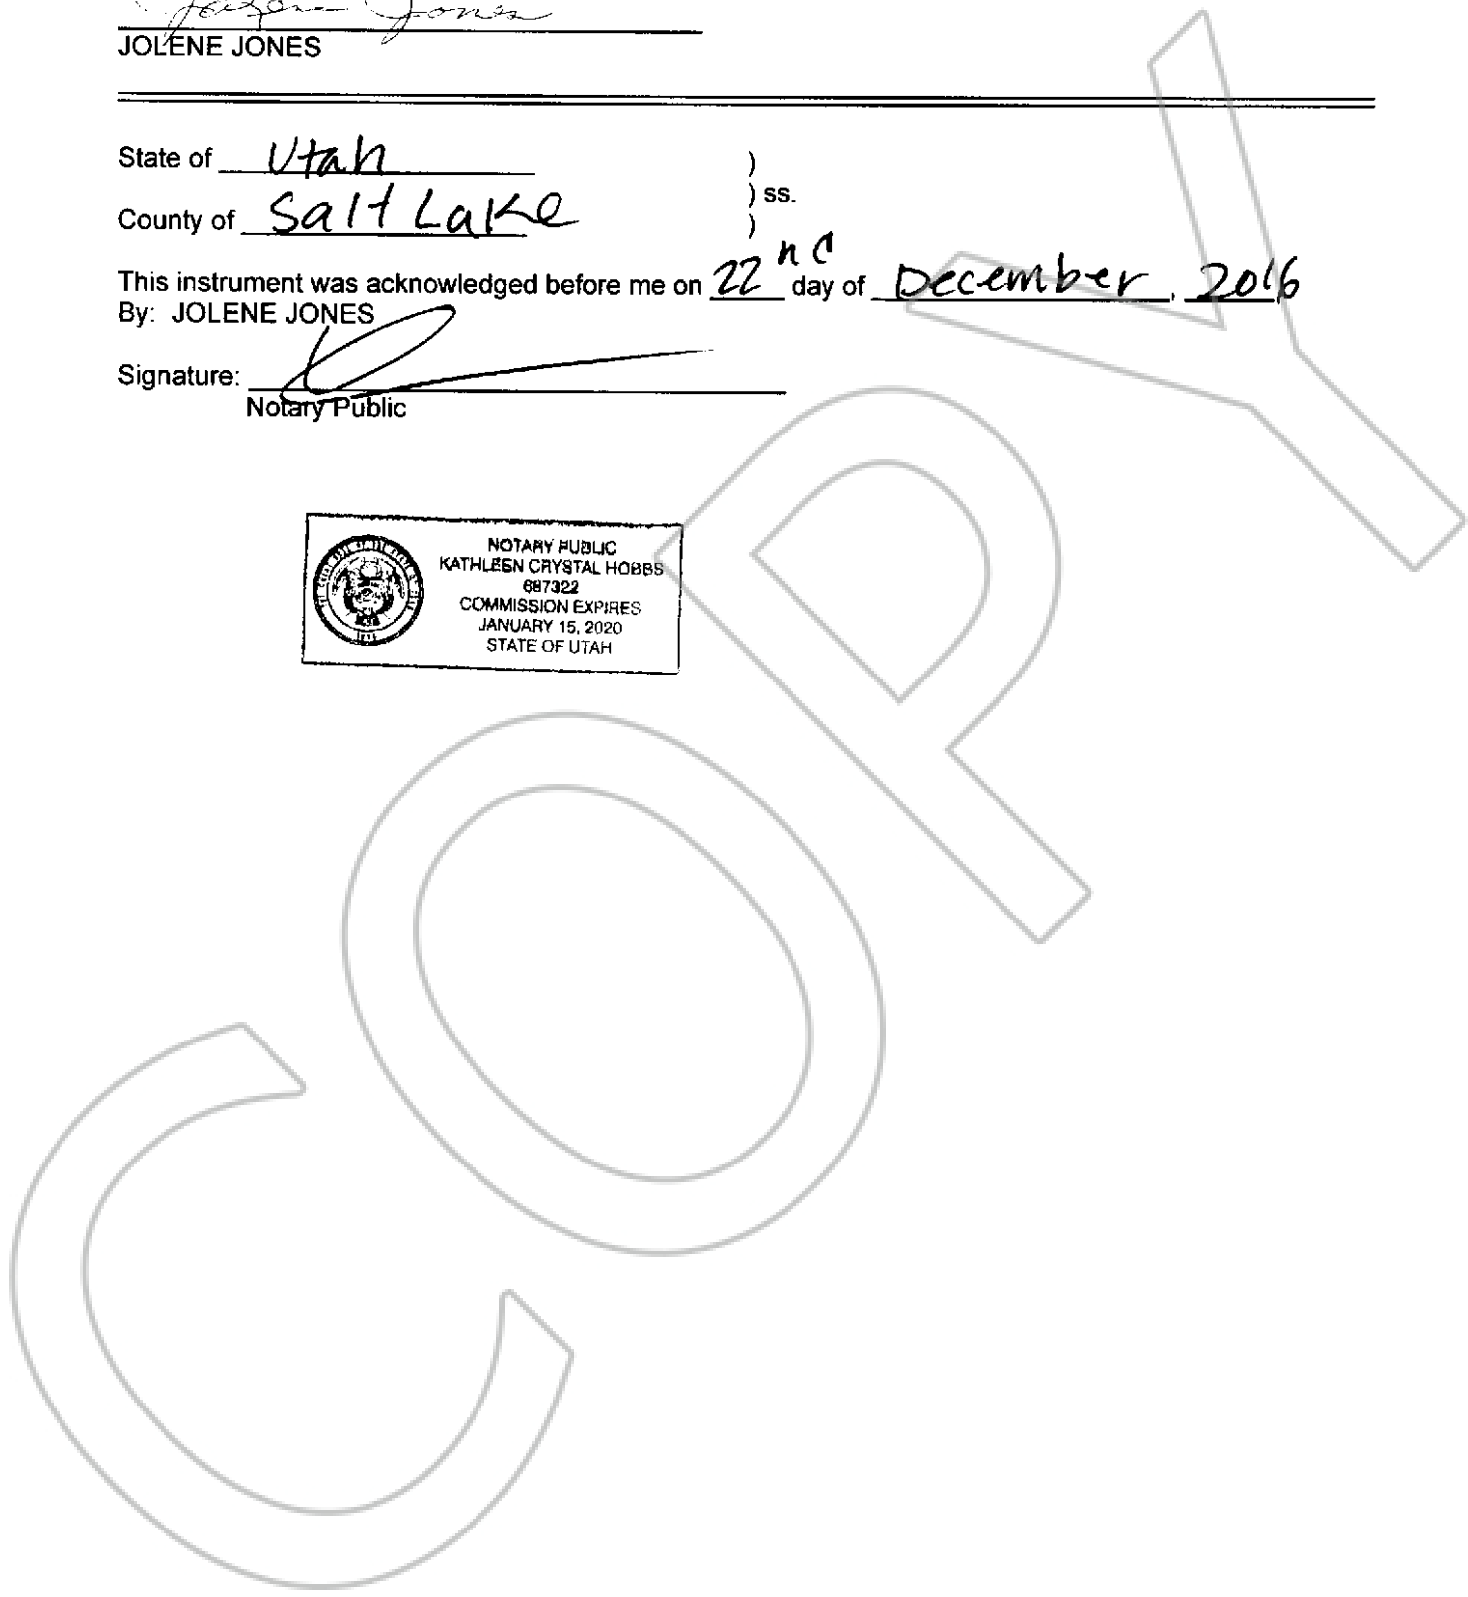 Jolene Jones
JOLENE JONES
State of Utah )
) ss.
County of Salt Lake )
This instrument was acknowledged before me on 22nd day of December, 2016
By: JOLENE JONES
Signature:
Notary Public
NOTARY PUBLIC
KATHLEEN CRYSTAL HOBBS
687322
COMMISSION EXPIRES
JANUARY 15, 2020
STATE OF UTAH
COPY